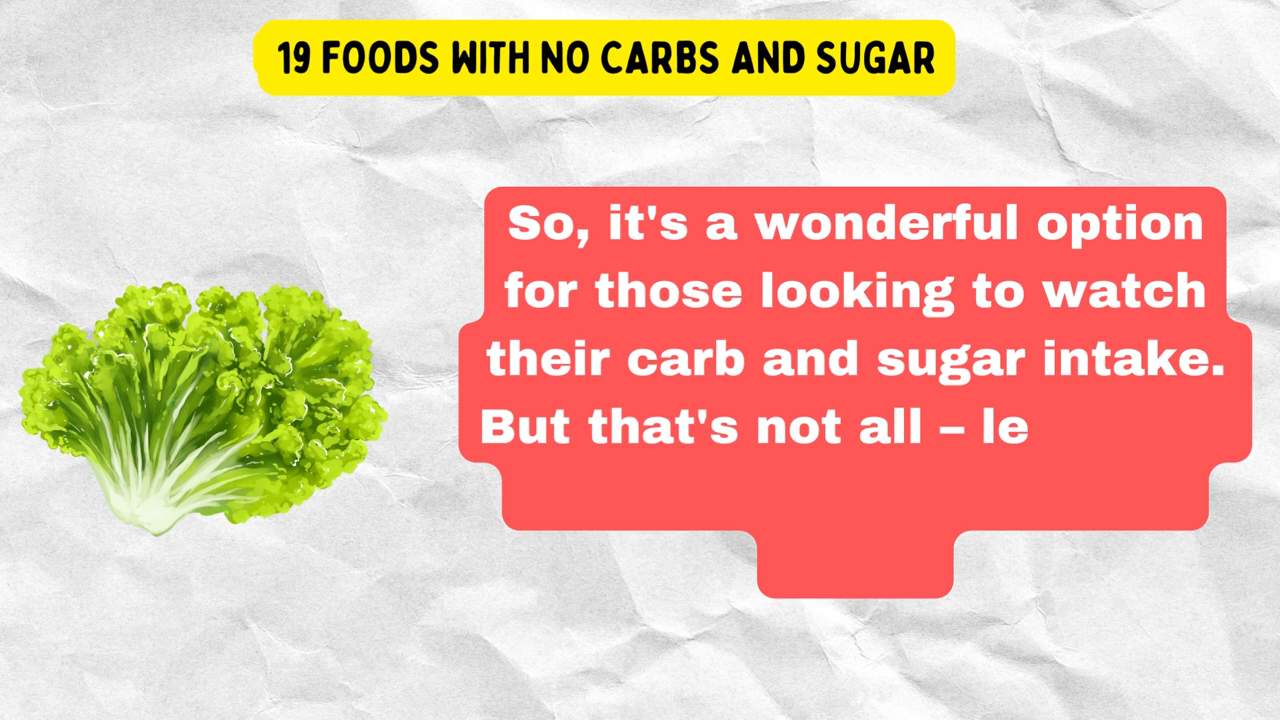 19 FOODS WITH NO CARBS AND SUGAR
So, it's a wonderful option
for those looking to watch
their carb and sugar intake.
But that's not all – le